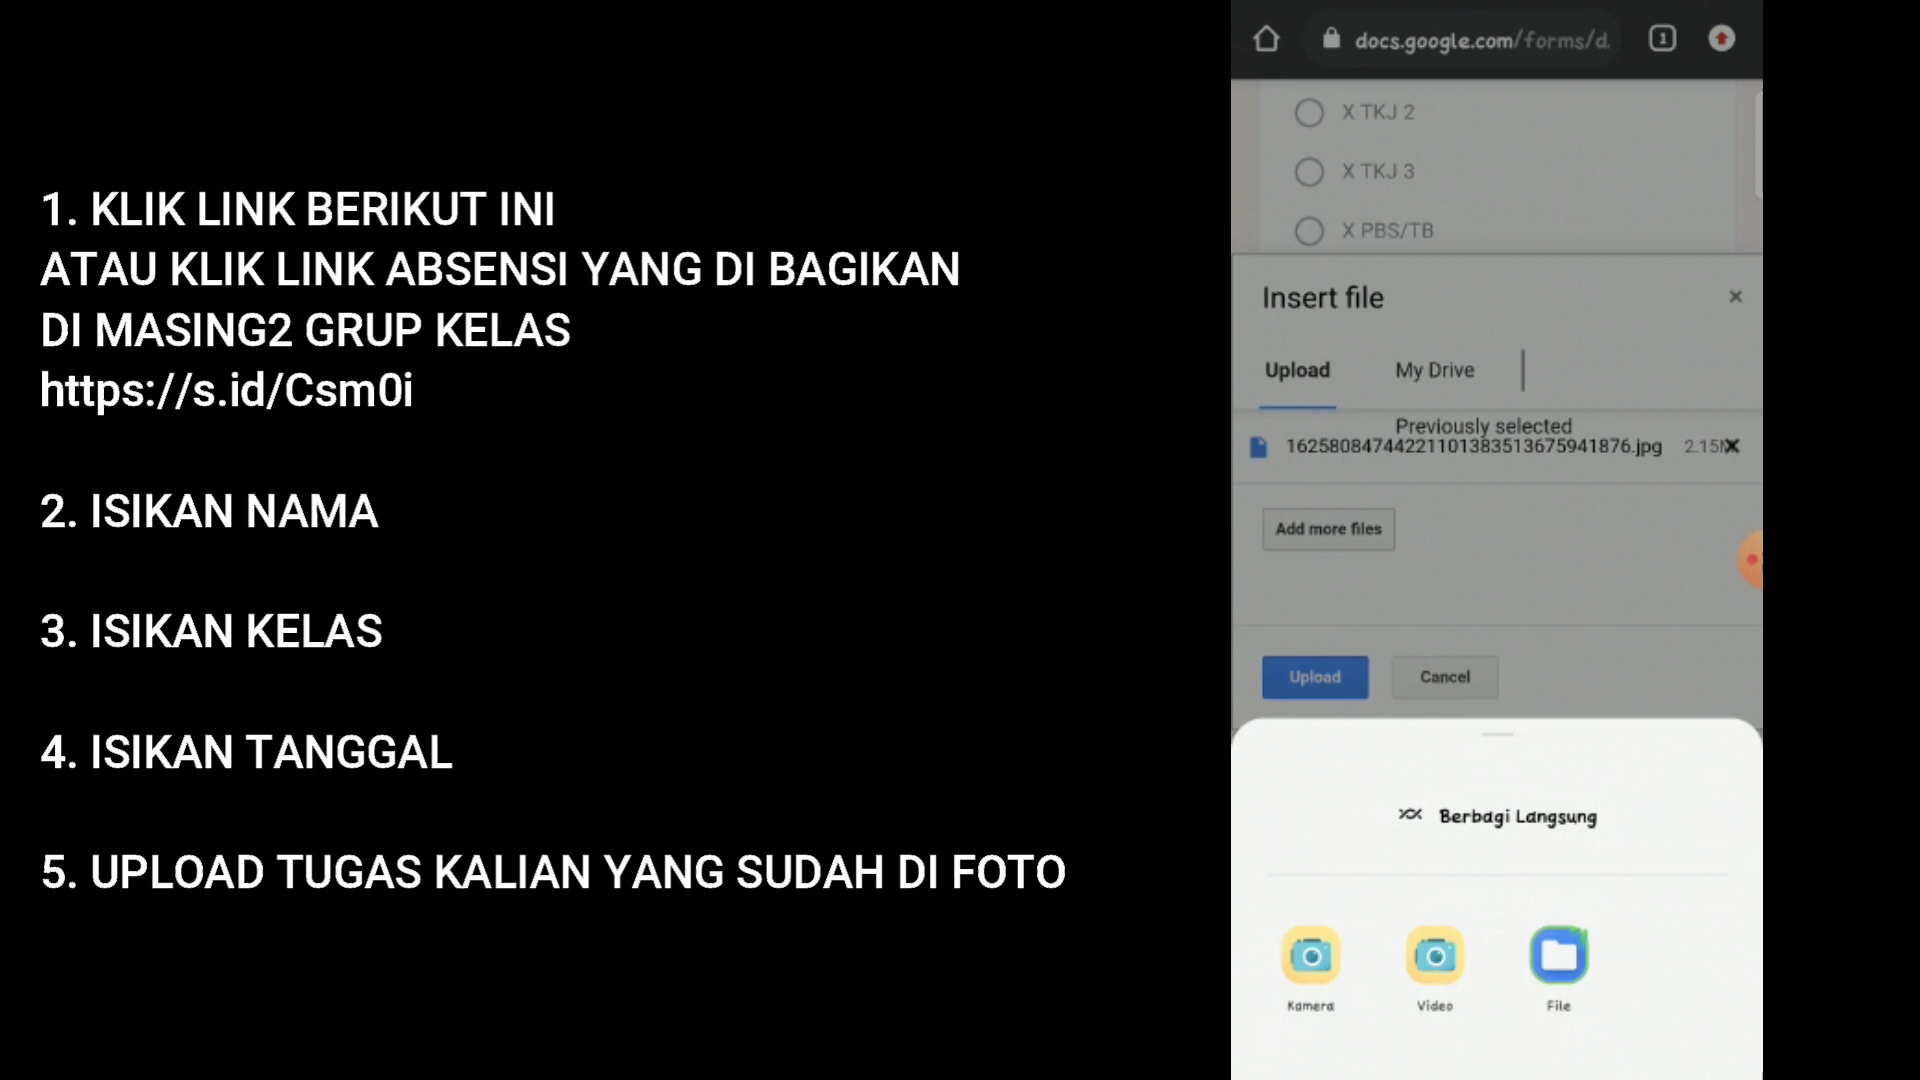 1. KLIK LINK BERIKUT INI
ATAU KLIK LINK ABSENSI YANG DI BAGIKAN
DI MASING2 GRUP KELAS
https://s.id/Csm0i
2. ISIKAN NAMA
3. ISIKAN KELAS
4. ISIKAN TANGGAL
5. UPLOAD TUGAS KALIAN YANG SUDAH DI FOTO
docs.google.com/forms/d.
1
X TKJ 2
X TKJ 3
X PBS/TB
Insert file
Upload My Drive
Previously selected
16258084744221101383513675941876.jpg 2.15
Add more files
Upload Cancel
Berbagi Langsung
Kamera Video File